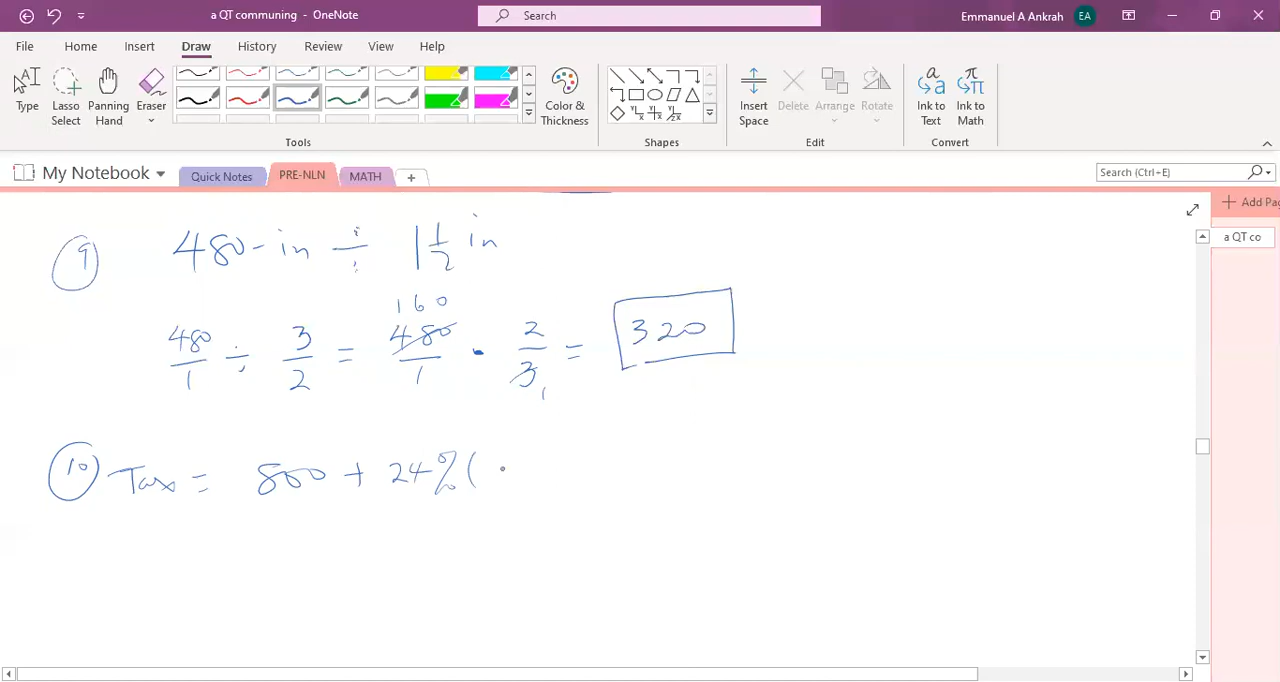 a QT communing - OneNote
Search
Emmanuel A Ankrah
EA
File Home Insert Draw History Review View Help
Type
Lasso Select
Panning Hand
Eraser
Color & Thickness
Insert Space
Delete
Arrange
Rotate
Ink to Text
Ink to Math
Tools
Shapes
Edit
Convert
My Notebook
Quick Notes
PRE-NLN
MATH
+
Search (Ctrl+E)
Add Pag
a QT co
9 480-in ÷ 1 1/2 in
160
480/1 ÷ 3/2 = 480/1 · 2/3 = 320
1
10 Tax = 800 + 24% (